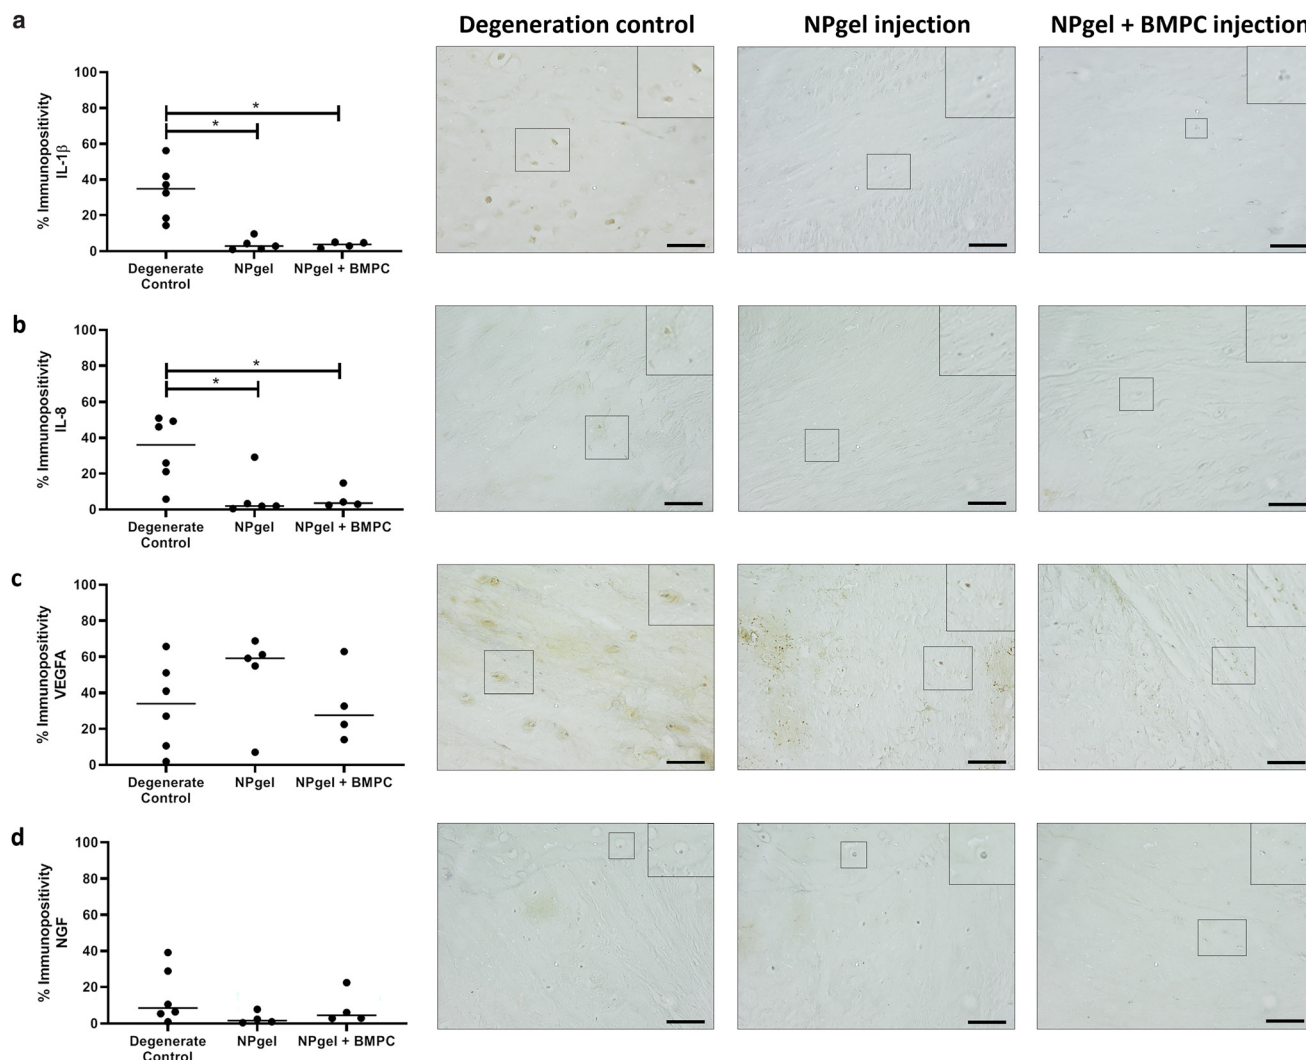 a
Degeneration control
NPgel injection
NPgel + BMPC injection
% Immunopositivity
IL-1β
100
80
60
40
20
0
*
*
Degenerate
Control
NPgel
NPgel + BMPC
b
% Immunopositivity
IL-8
100
80
60
40
20
0
*
*
Degenerate
Control
NPgel
NPgel + BMPC
c
% Immunopositivity
VEGFA
100
80
60
40
20
0
Degenerate
Control
NPgel
NPgel + BMPC
d
% Immunopositivity
NGF
100
80
60
40
20
0
Degenerate
Control
NPgel
NPgel + BMPC